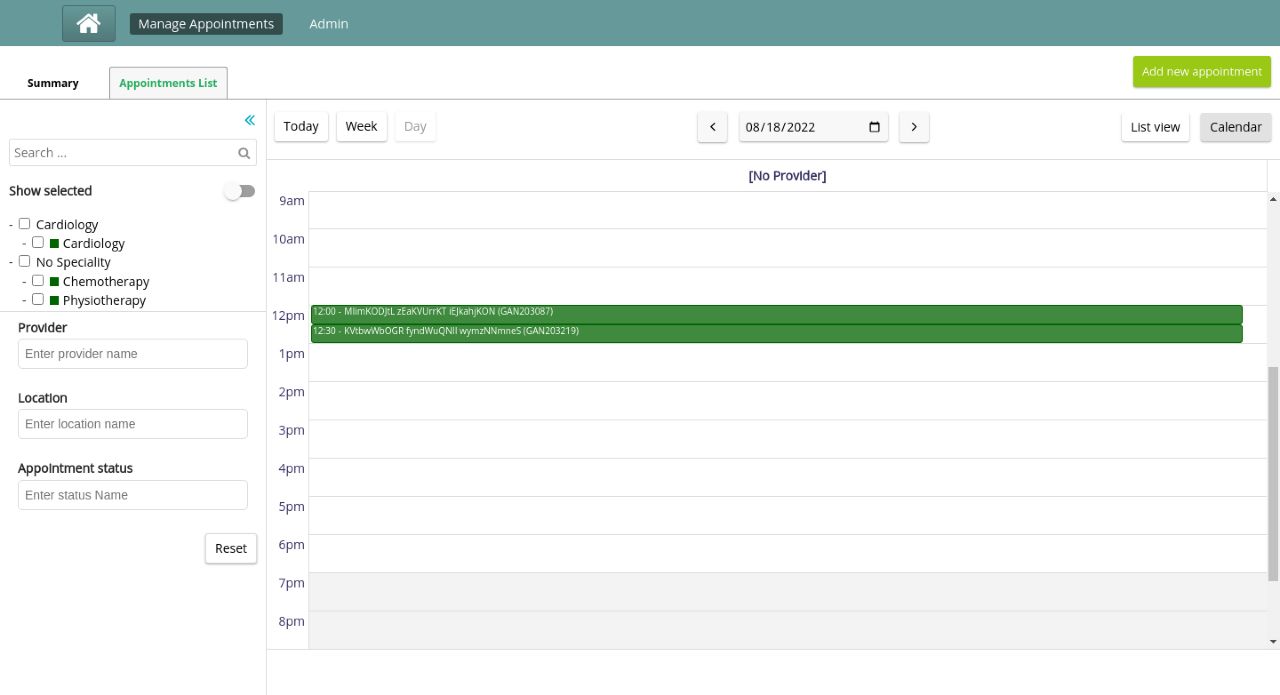 Manage Appointments
Admin
Summary
Appointments List
Add new appointment
Today
Week
Day
08/18/2022
List view
Calendar
Search ...
Show selected
- Cardiology
- Cardiology
- No Speciality
- Chemotherapy
- Physiotherapy
Provider
Enter provider name
Location
Enter location name
Appointment status
Enter status Name
Reset
[No Provider]
9am
10am
11am
12pm
12:00 - MIimKODJtL zEaKVUrrKT iEJkahjKON (GAN203087)
12:30 - KVtbwWbOGR fyndWuQNII wymzNNmneS (GAN203219)
1pm
2pm
3pm
4pm
5pm
6pm
7pm
8pm